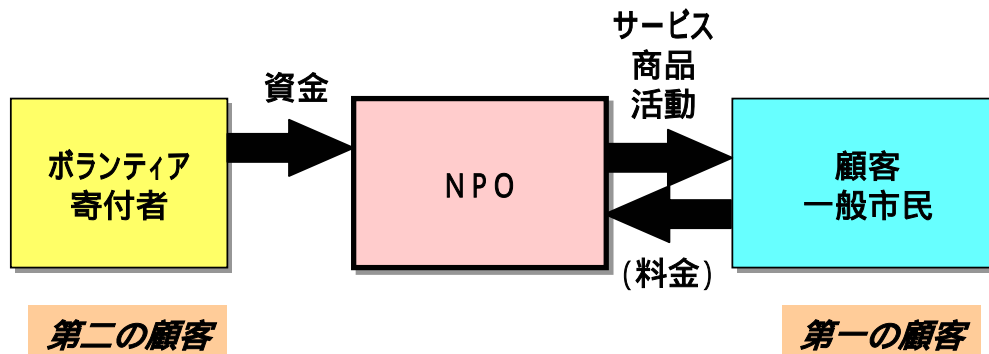 サービス
商品
活動
資金
ボランティア
寄付者
NPO
顧客
一般市民
(料金)
第二の顧客
第一の顧客